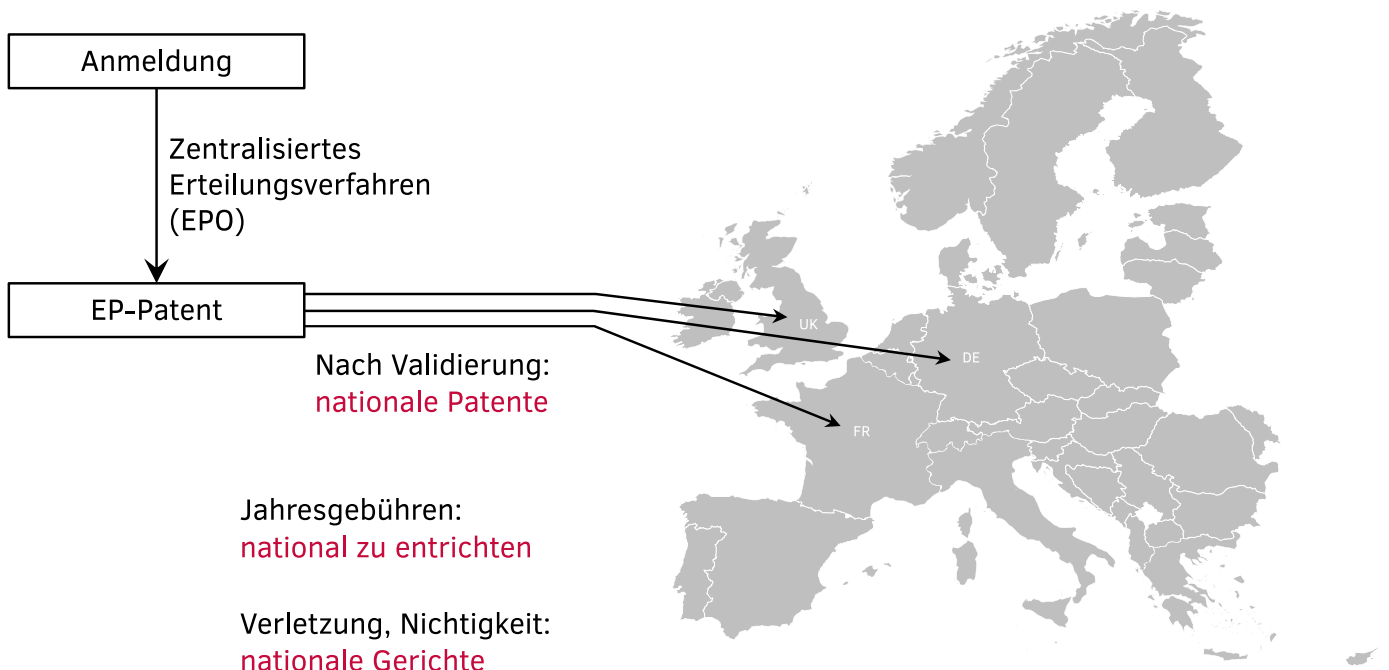 Anmeldung
Zentralisiertes
Erteilungsverfahren
(EPO)
EP-Patent
Nach Validierung:
nationale Patente
UK
DE
FR
Jahresgebühren:
national zu entrichten
Verletzung, Nichtigkeit:
nationale Gerichte